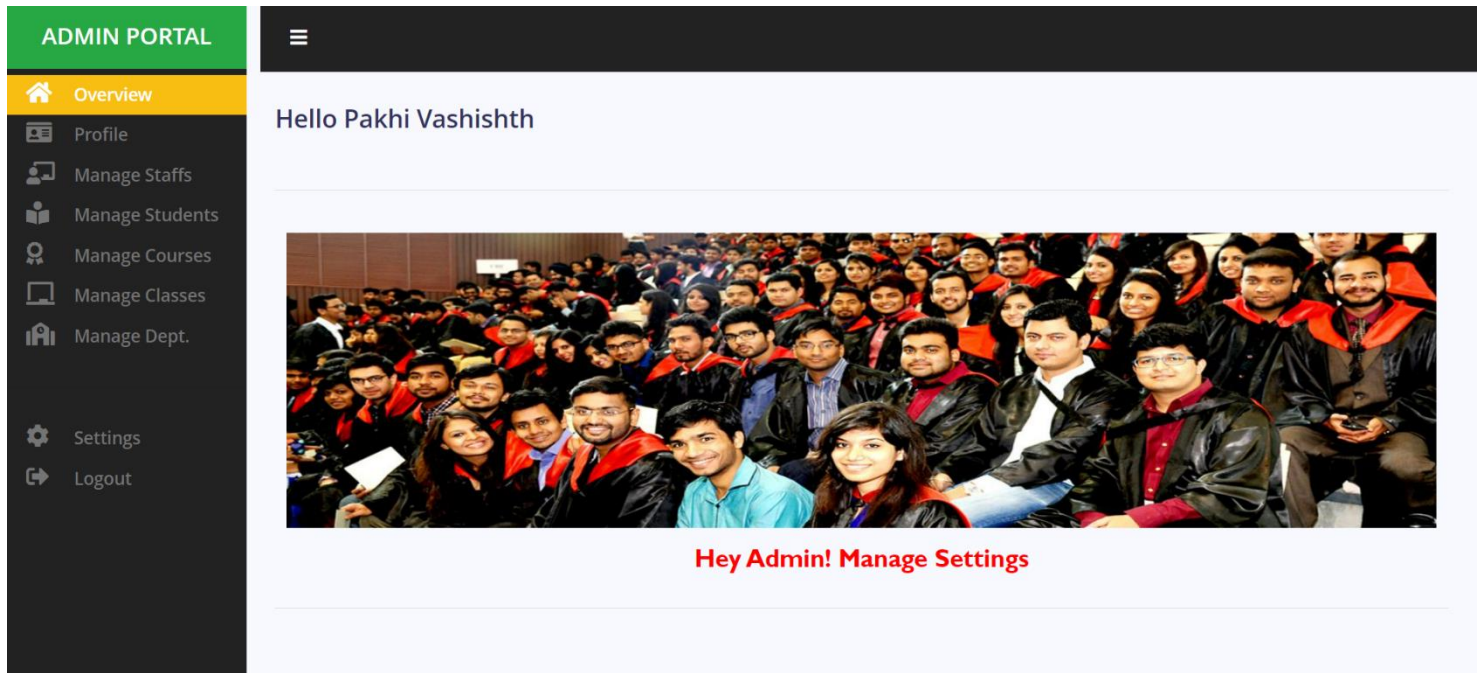 ADMIN PORTAL
Overview
Profile
Manage Staffs
Manage Students
Manage Courses
Manage Classes
Manage Dept.
Settings
Logout
Hello Pakhi Vashishth
Hey Admin! Manage Settings